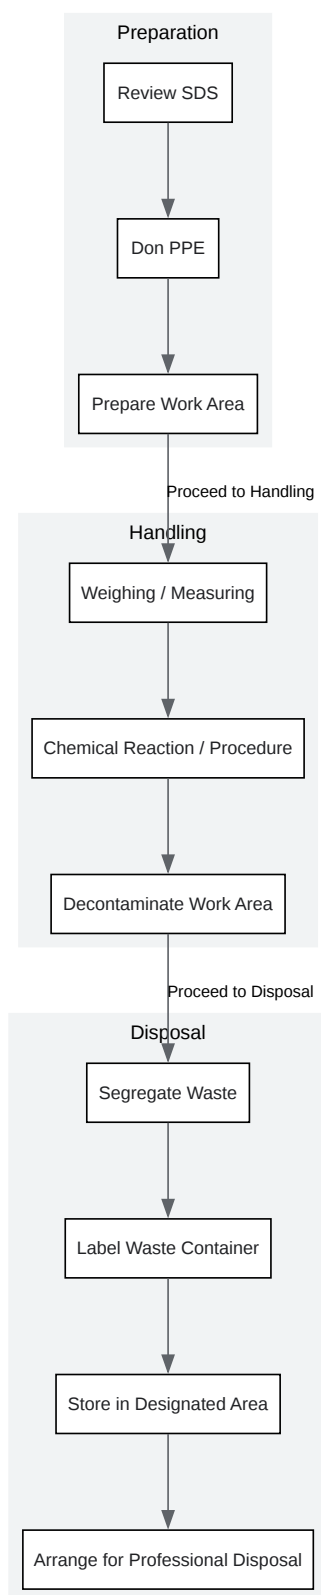 Preparation
Review SDS
Don PPE
Prepare Work Area
Proceed to Handling
Handling
Weighing / Measuring
Chemical Reaction / Procedure
Decontaminate Work Area
Proceed to Disposal
Disposal
Segregate Waste
Label Waste Container
Store in Designated Area
Arrange for Professional Disposal